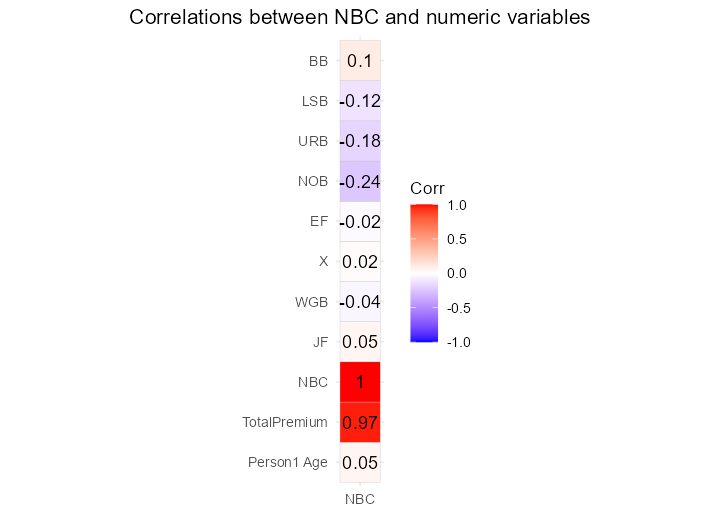 Correlations between NBC and numeric variables
BB 0.1
LSB -0.12
URB -0.18
NOB -0.24
EF -0.02
X 0.02
WGB -0.04
JF 0.05
NBC 1
TotalPremium 0.97
Person1 Age 0.05
NBC
Corr
1.0
0.5
0.0
-0.5
-1.0